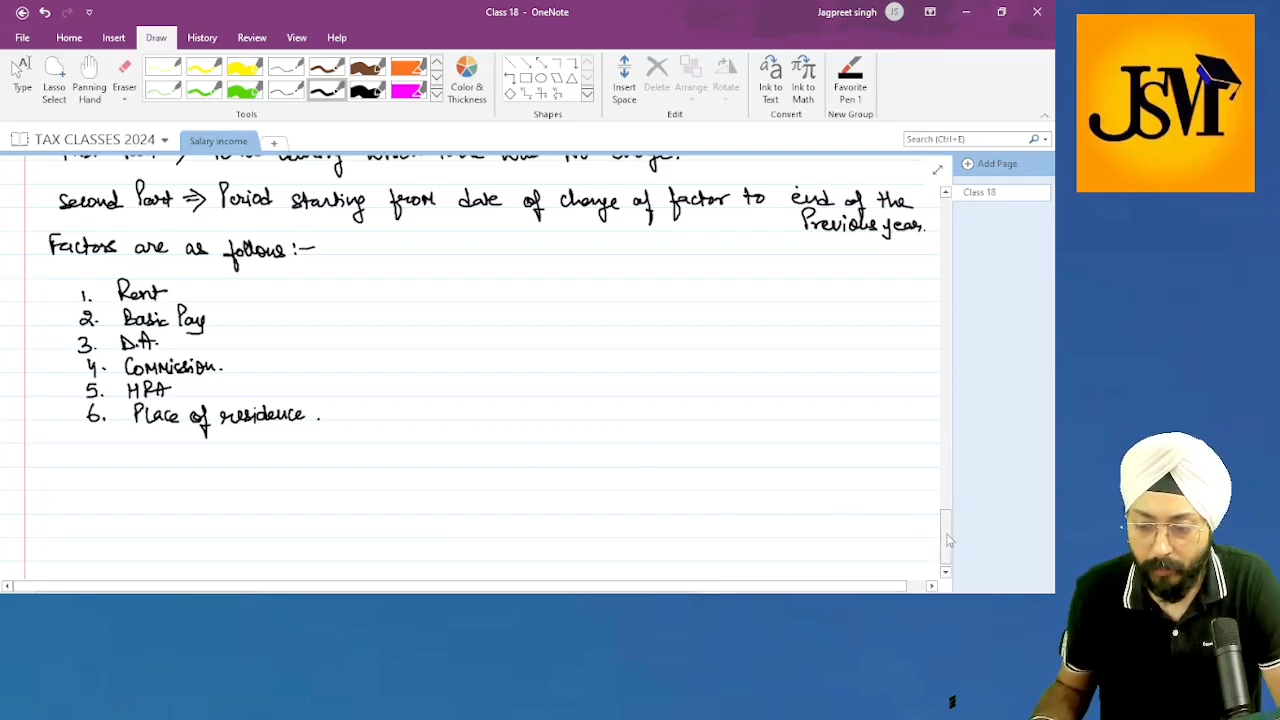 Class 18 - OneNote
Jagpreet singh JS
File Home Insert Draw History Review View Help
Type
Lasso Select
Panning Hand
Eraser
Color & Thickness
Insert Space
Delete
Arrange
Rotate
Ink to Text
Ink to Math
Favorite Pen 1
Tools Shapes Edit Convert New Group
TAX CLASSES 2024 Salary income Search (Ctrl+E)
Add Page
Class 18
second Part ⇒ Period starting from date of change of factor to end of the
Previous year.
Factors are as follows:-
1. Rent
2. Basic Pay
3. D.A.
4. Commission.
5. HRA
6. Place of residence.
JSM